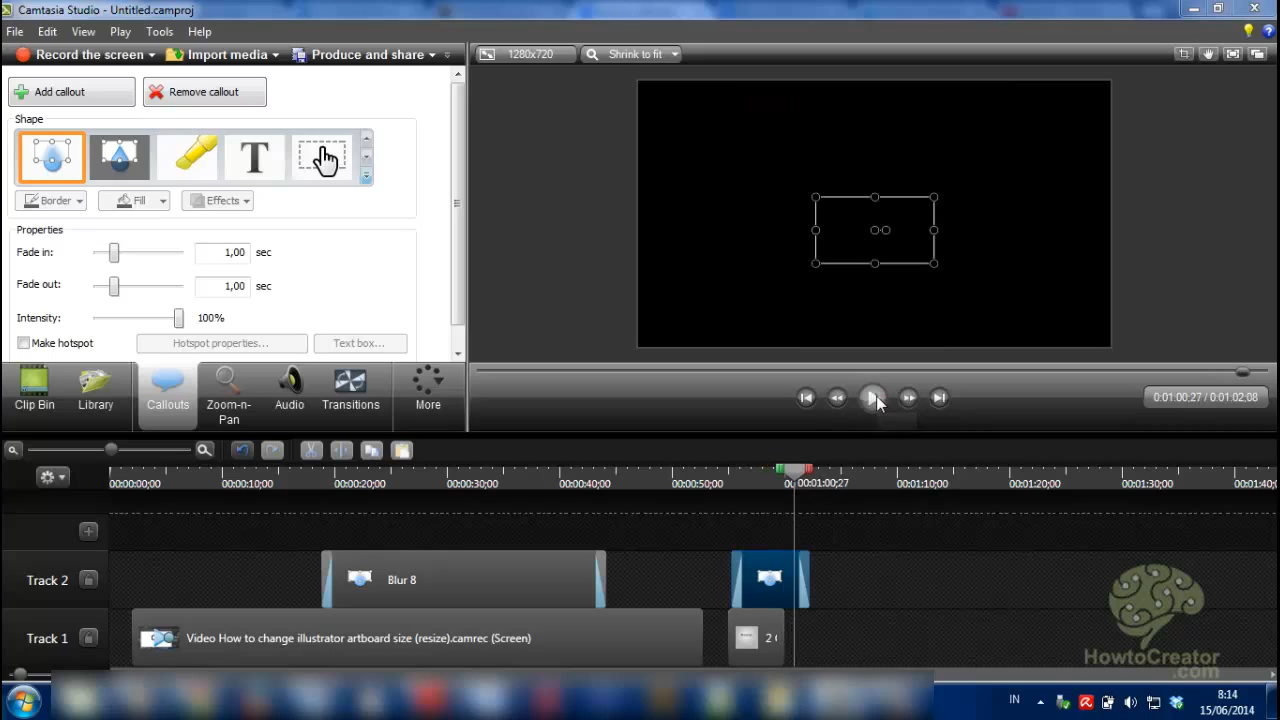 Camtasia Studio - Untitled.camproj
File Edit View Play Tools Help
Record the screen Import media Produce and share
1280x720 Shrink to fit
Add callout Remove callout
Shape
T
Border Fill Effects
Properties
Fade in: 1,00 sec
Fade out: 1,00 sec
Intensity: 100%
Make hotspot Hotspot properties... Text box...
Clip Bin Library Callouts Zoom-n-Pan Audio Transitions More
0:01:00;27 / 0:01:02;08
00:00:00;00 00:00:10;00 00:00:20;00 00:00:30;00 00:00:40;00 00:00:50;00 00:01:00;27 00:01:10;00 00:01:20;00 00:01:30;00 00:01:40;0
Track 2 Blur 8
Track 1 Video How to change illustrator artboard size (resize).camrec (Screen) 2
HowtoCreator
.com
IN 8:14
15/06/2014